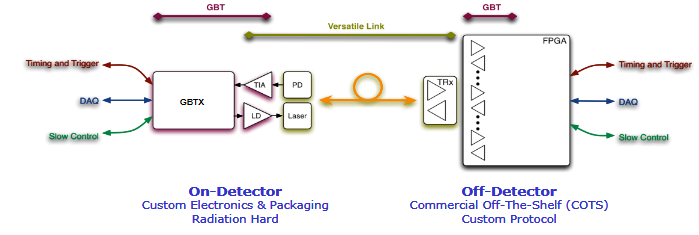 GBT
GBT
Versatile Link
FPGA
Timing and Trigger
DAQ
Slow Control
GBTX
TIA
PD
LD
Laser
TRx
Timing and Trigger
DAQ
Slow Control
On-Detector
Custom Electronics & Packaging
Radiation Hard
Off-Detector
Commercial Off-The-Shelf (COTS)
Custom Protocol